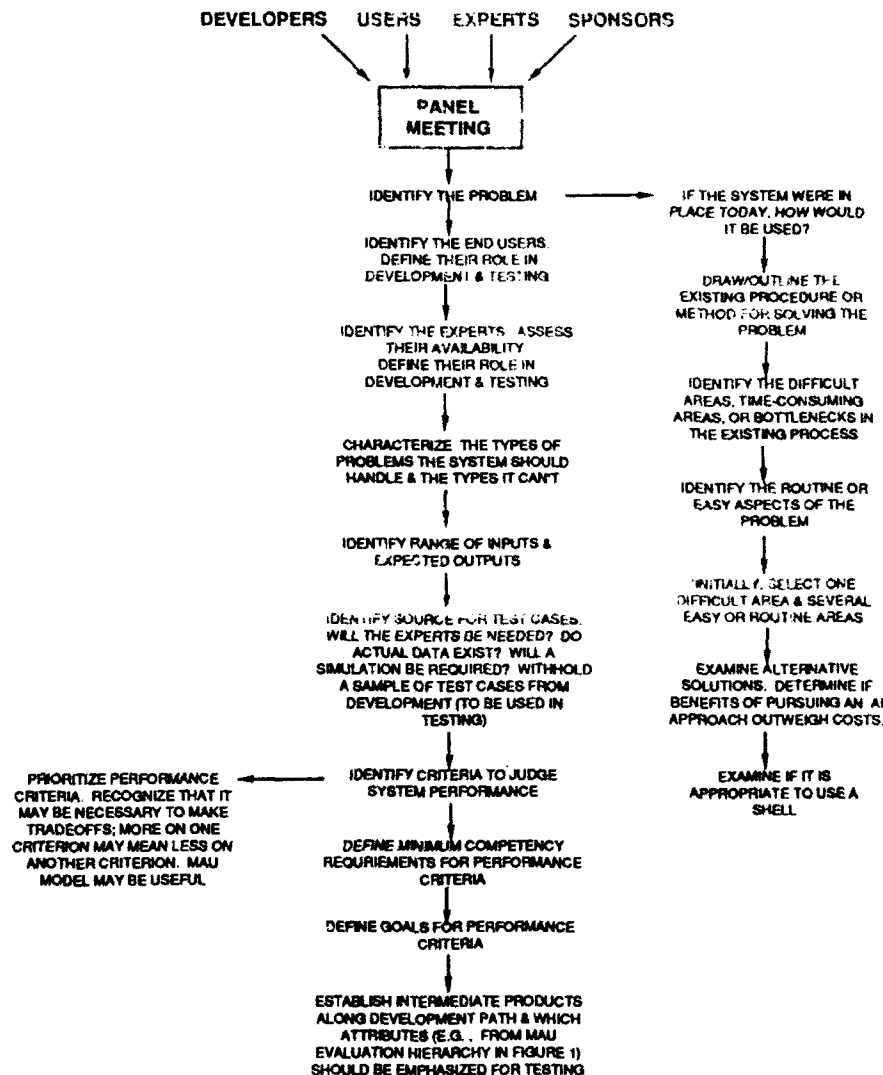 DEVELOPERS USERS EXPERTS SPONSORS
PANEL
MEETING
IDENTIFY THE PROBLEM
IDENTIFY THE END USERS.
DEFINE THEIR ROLE IN
DEVELOPMENT & TESTING
IDENTIFY THE EXPERTS. ASSESS
THEIR AVAILABILITY
DEFINE THEIR ROLE IN
DEVELOPMENT & TESTING
CHARACTERIZE THE TYPES OF
PROBLEMS THE SYSTEM SHOULD
HANDLE & THE TYPES IT CAN'T
IDENTIFY RANGE OF INPUTS &
EXPECTED OUTPUTS
IDENTIFY SOURCE FOR TEST CASES.
WILL THE EXPERTS BE NEEDED? DO
ACTUAL DATA EXIST? WILL A
SIMULATION BE REQUIRED? WITHHOLD
A SAMPLE OF TEST CASES FROM
DEVELOPMENT (TO BE USED IN
TESTING)
IDENTIFY CRITERIA TO JUDGE
SYSTEM PERFORMANCE
PRIORITIZE PERFORMANCE
CRITERIA. RECOGNIZE THAT IT
MAY BE NECESSARY TO MAKE
TRADEOFFS; MORE ON ONE
CRITERION MAY MEAN LESS ON
ANOTHER CRITERION. MAU
MODEL MAY BE USEFUL
DEFINE MINIMUM COMPETENCY
REQURIEMENTS FOR PERFORMANCE
CRITERIA
DEFINE GOALS FOR PERFORMANCE
CRITERIA
ESTABLISH INTERMEDIATE PRODUCTS
ALONG DEVELOPMENT PATH & WHICH
ATTRIBUTES (E.G., FROM MAU
EVALUATION HIERARCHY IN FIGURE 1)
SHOULD BE EMPHASIZED FOR TESTING
IF THE SYSTEM WERE IN
PLACE TODAY, HOW WOULD
IT BE USED?
DRAW/OUTLINE THE
EXISTING PROCEDURE OR
METHOD FOR SOLVING THE
PROBLEM
IDENTIFY THE DIFFICULT
AREAS, TIME-CONSUMING
AREAS, OR BOTTLENECKS IN
THE EXISTING PROCESS
IDENTIFY THE ROUTINE OR
EASY ASPECTS OF THE
PROBLEM
INITIALLY, SELECT ONE
DIFFICULT AREA & SEVERAL
EASY OR ROUTINE AREAS
EXAMINE ALTERNATIVE
SOLUTIONS. DETERMINE IF
BENEFITS OF PURSUING AN AI
APPROACH OUTWEIGH COSTS.
EXAMINE IF IT IS
APPROPRIATE TO USE A
SHELL